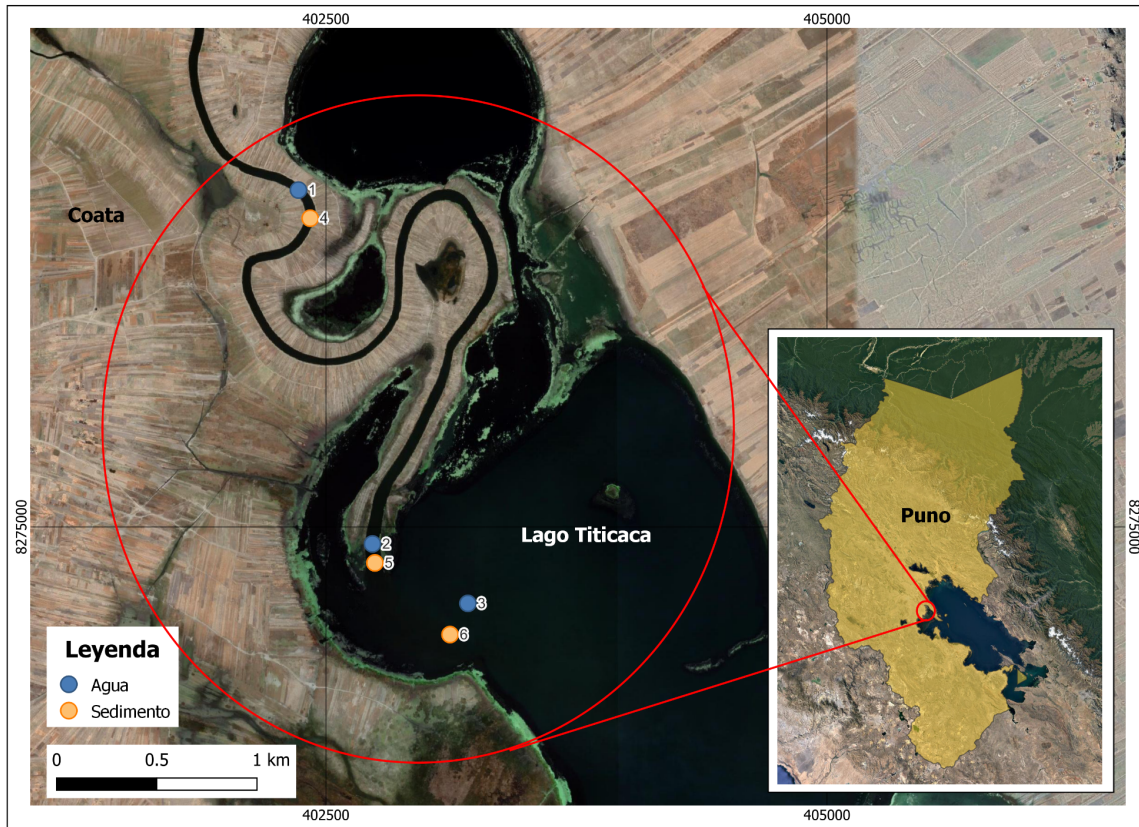 402500 405000
1
4
Coata
Puno
8275000 8275000
Lago Titicaca
2
5
3
6
Leyenda
Agua
Sedimento
0 0.5 1 km
402500 405000